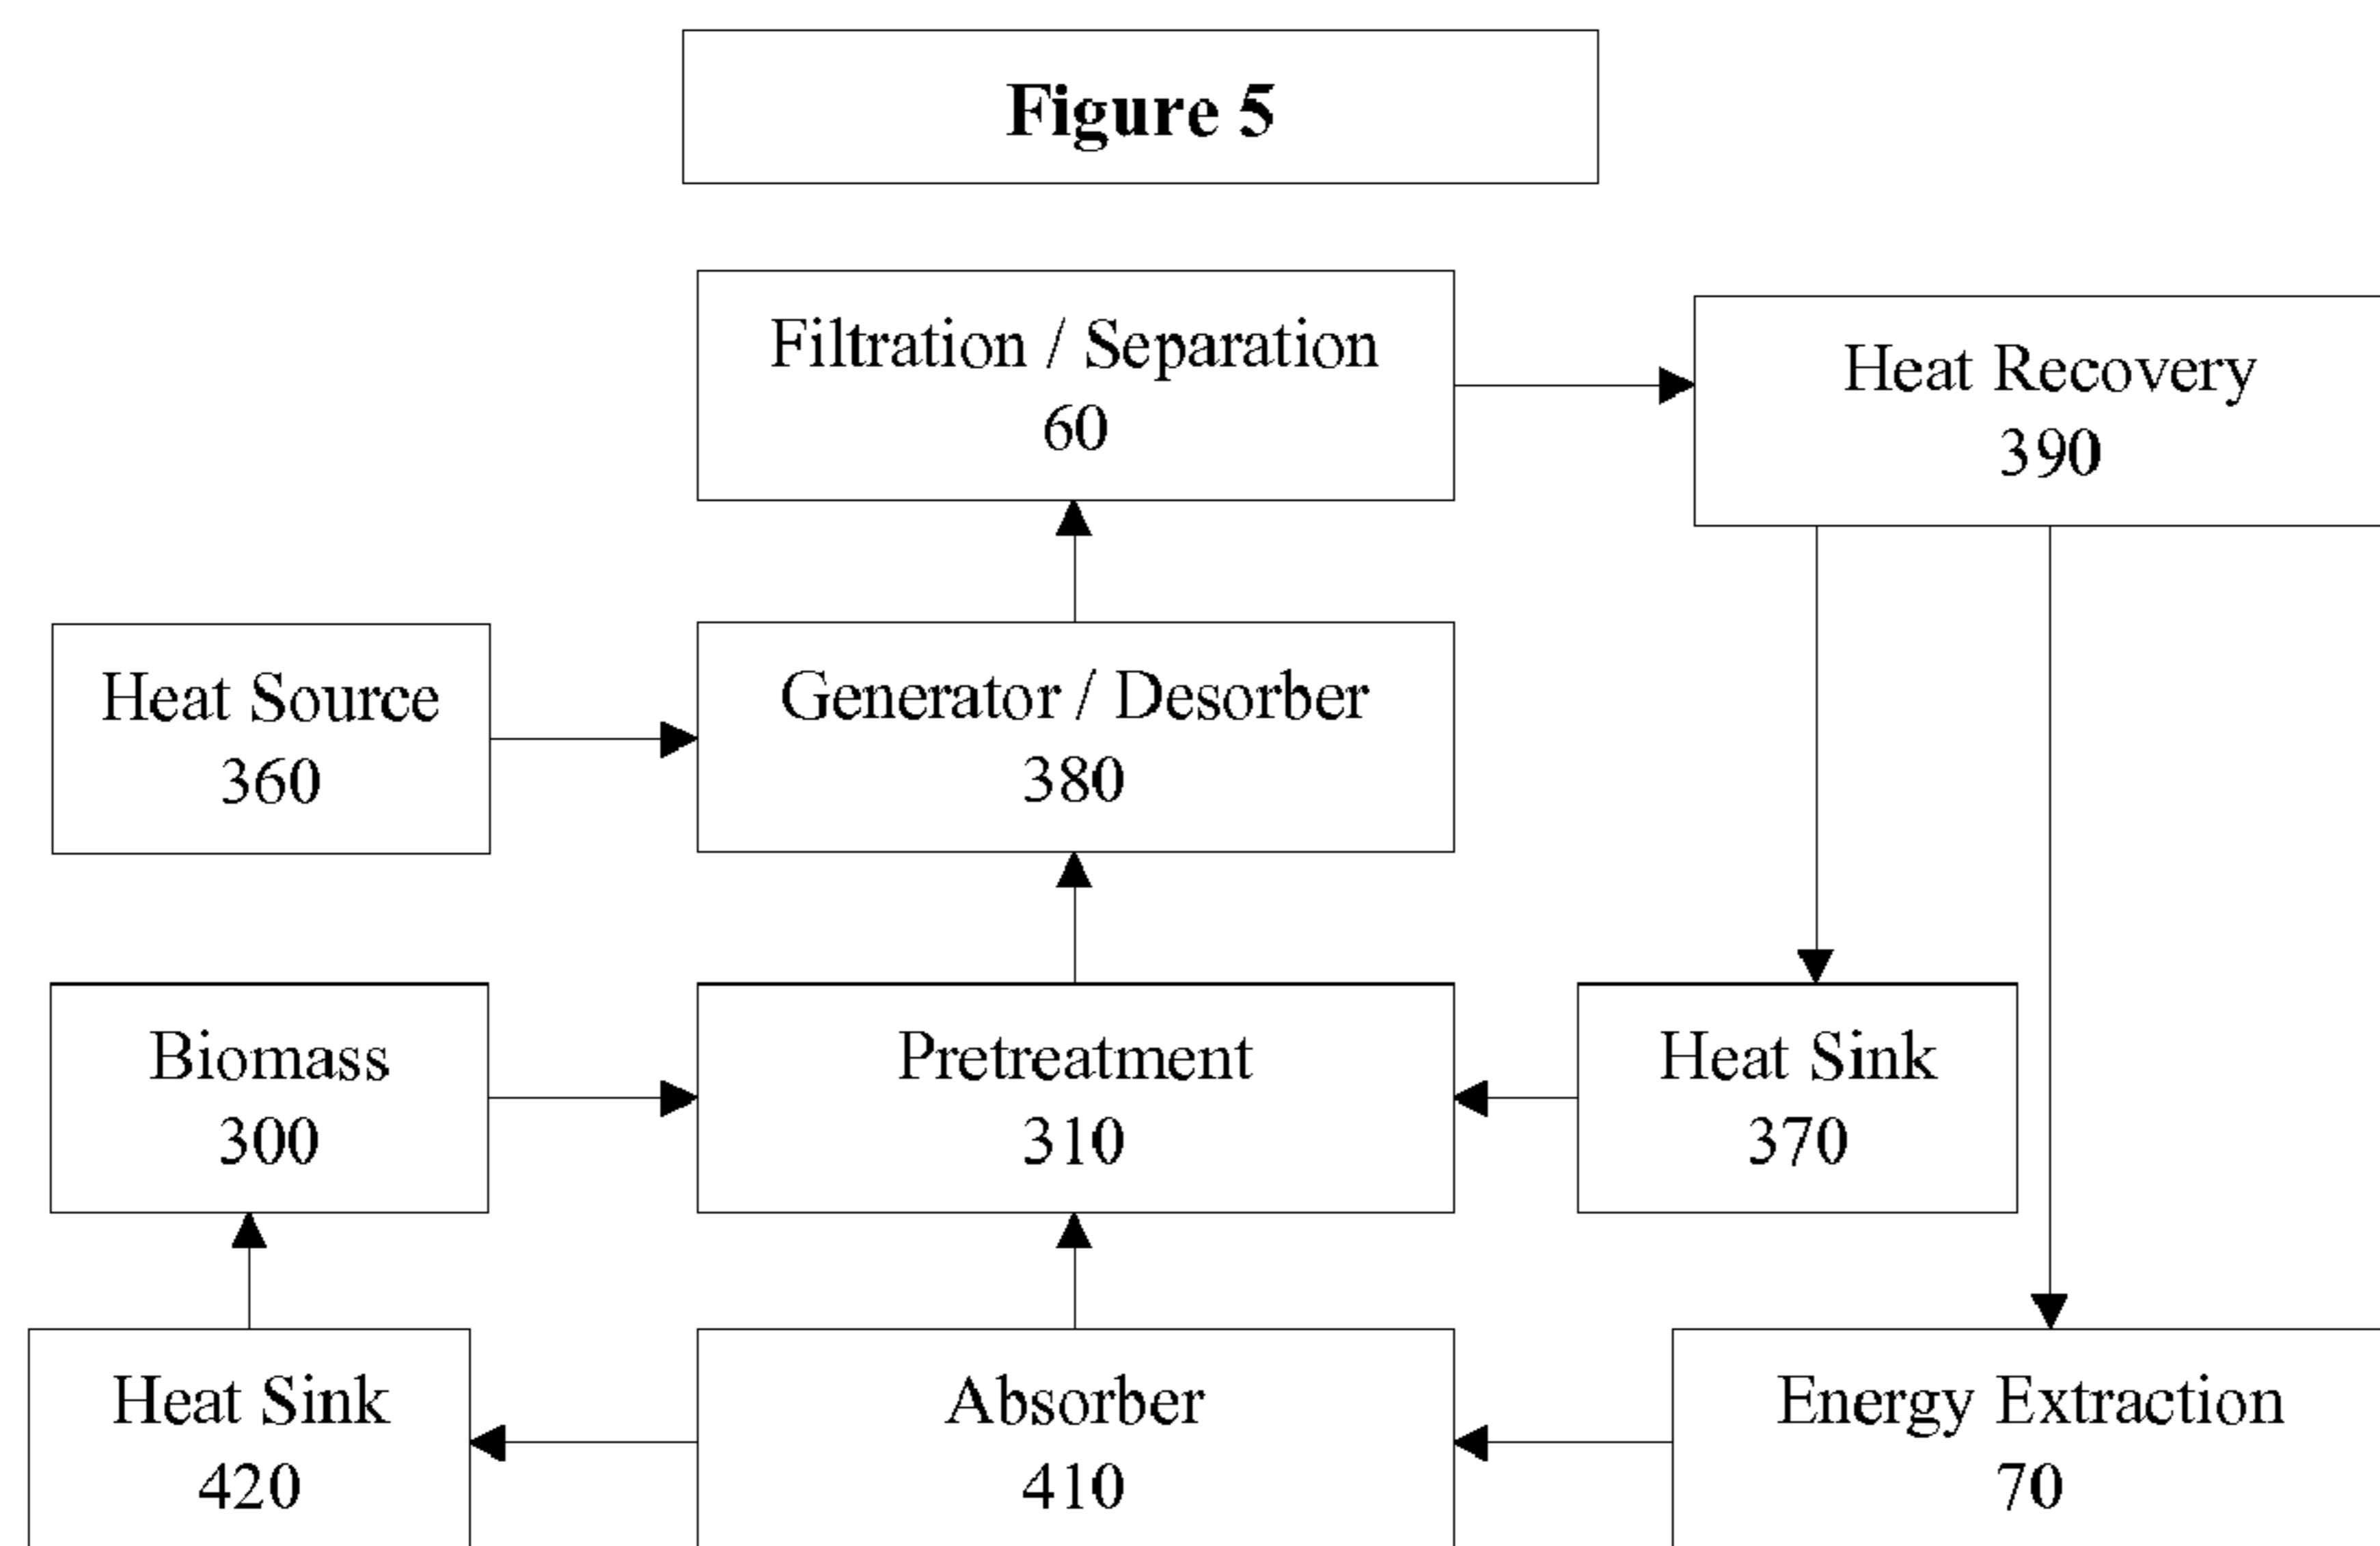 Figure 5
Filtration / Separation
60
Heat Recovery
390
Heat Source
360
Generator / Desorber
380
Biomass
300
Pretreatment
310
Heat Sink
370
Heat Sink
420
Absorber
410
Energy Extraction
70